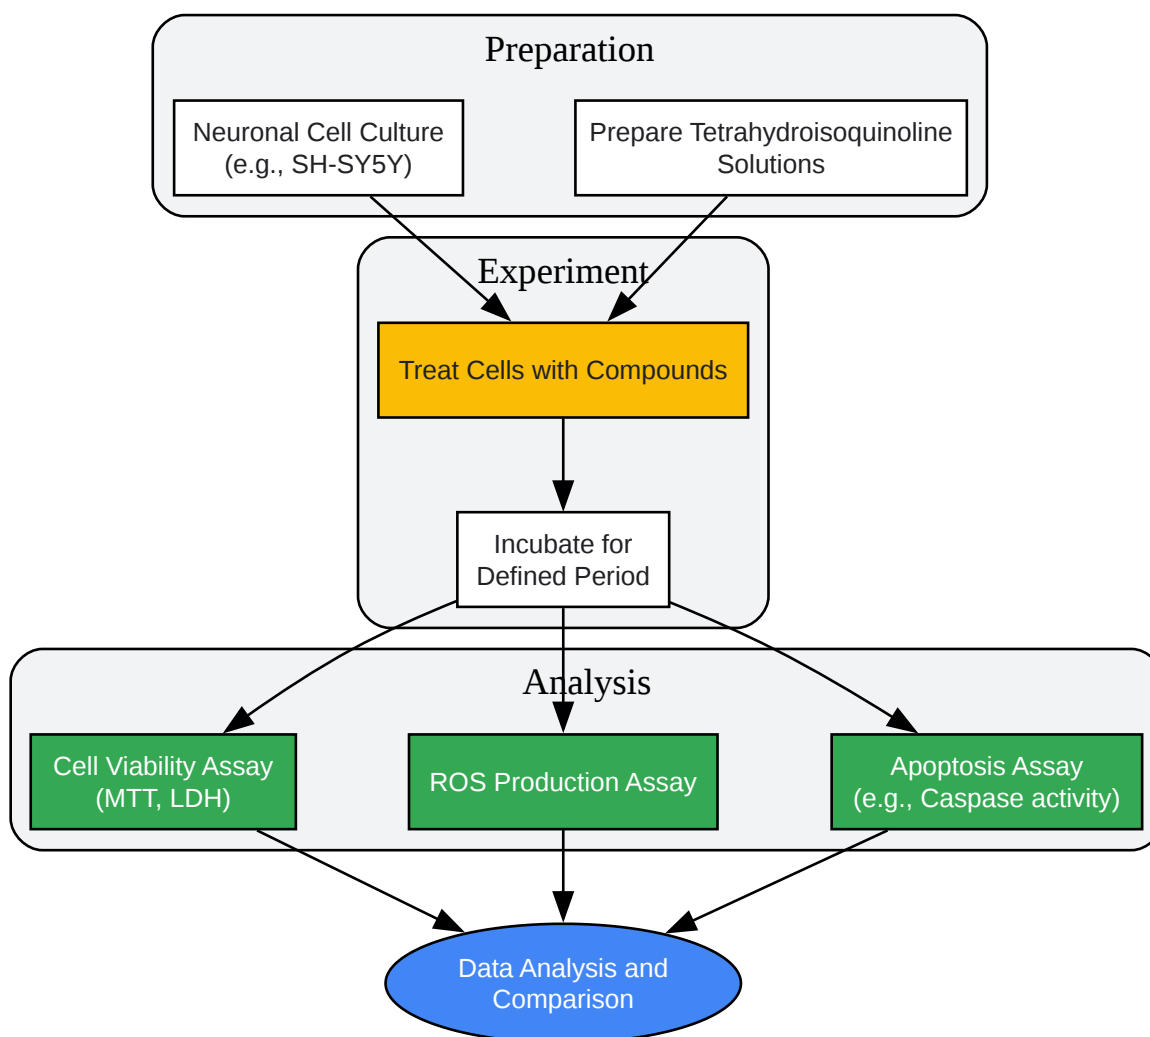 Preparation
Neuronal Cell Culture
(e.g., SH-SY5Y)
Prepare Tetrahydroisoquinoline
Solutions
Experiment
Treat Cells with Compounds
Incubate for
Defined Period
Analysis
Cell Viability Assay
(MTT, LDH)
ROS Production Assay
Apoptosis Assay
(e.g., Caspase activity)
Data Analysis and
Comparison